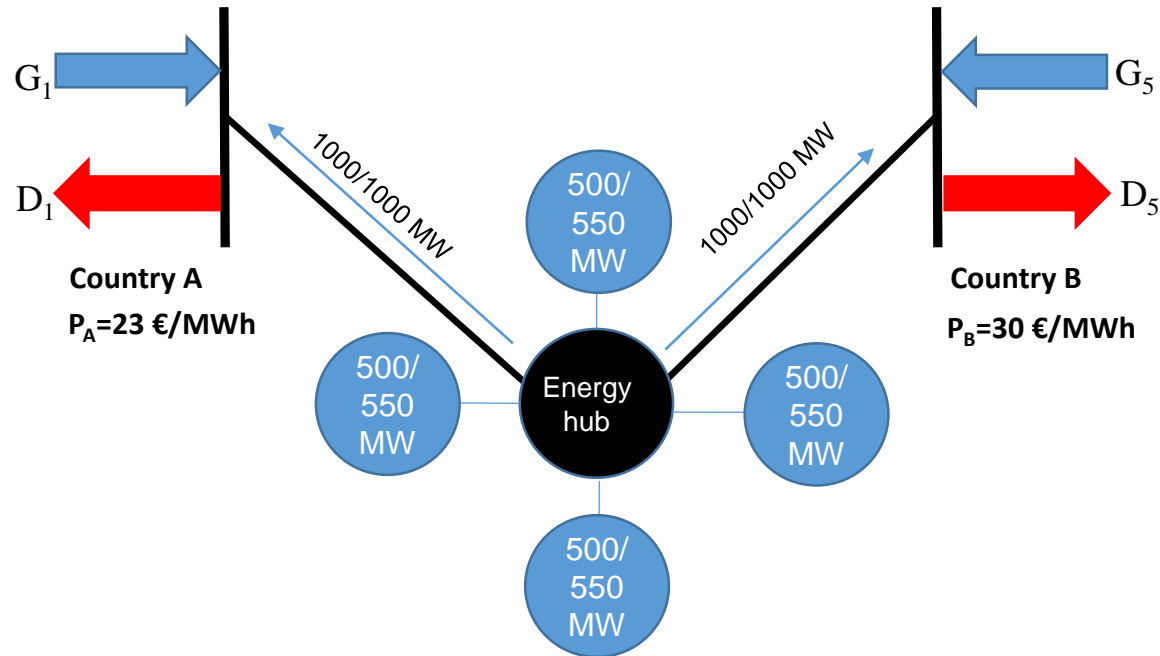 G1
D1
Country A
PA=23 €/MWh
1000/1000 MW
500/
550
MW
1000/1000 MW
G5
D5
Country B
PB=30 €/MWh
500/
550
MW
Energy
hub
500/
550
MW
500/
550
MW